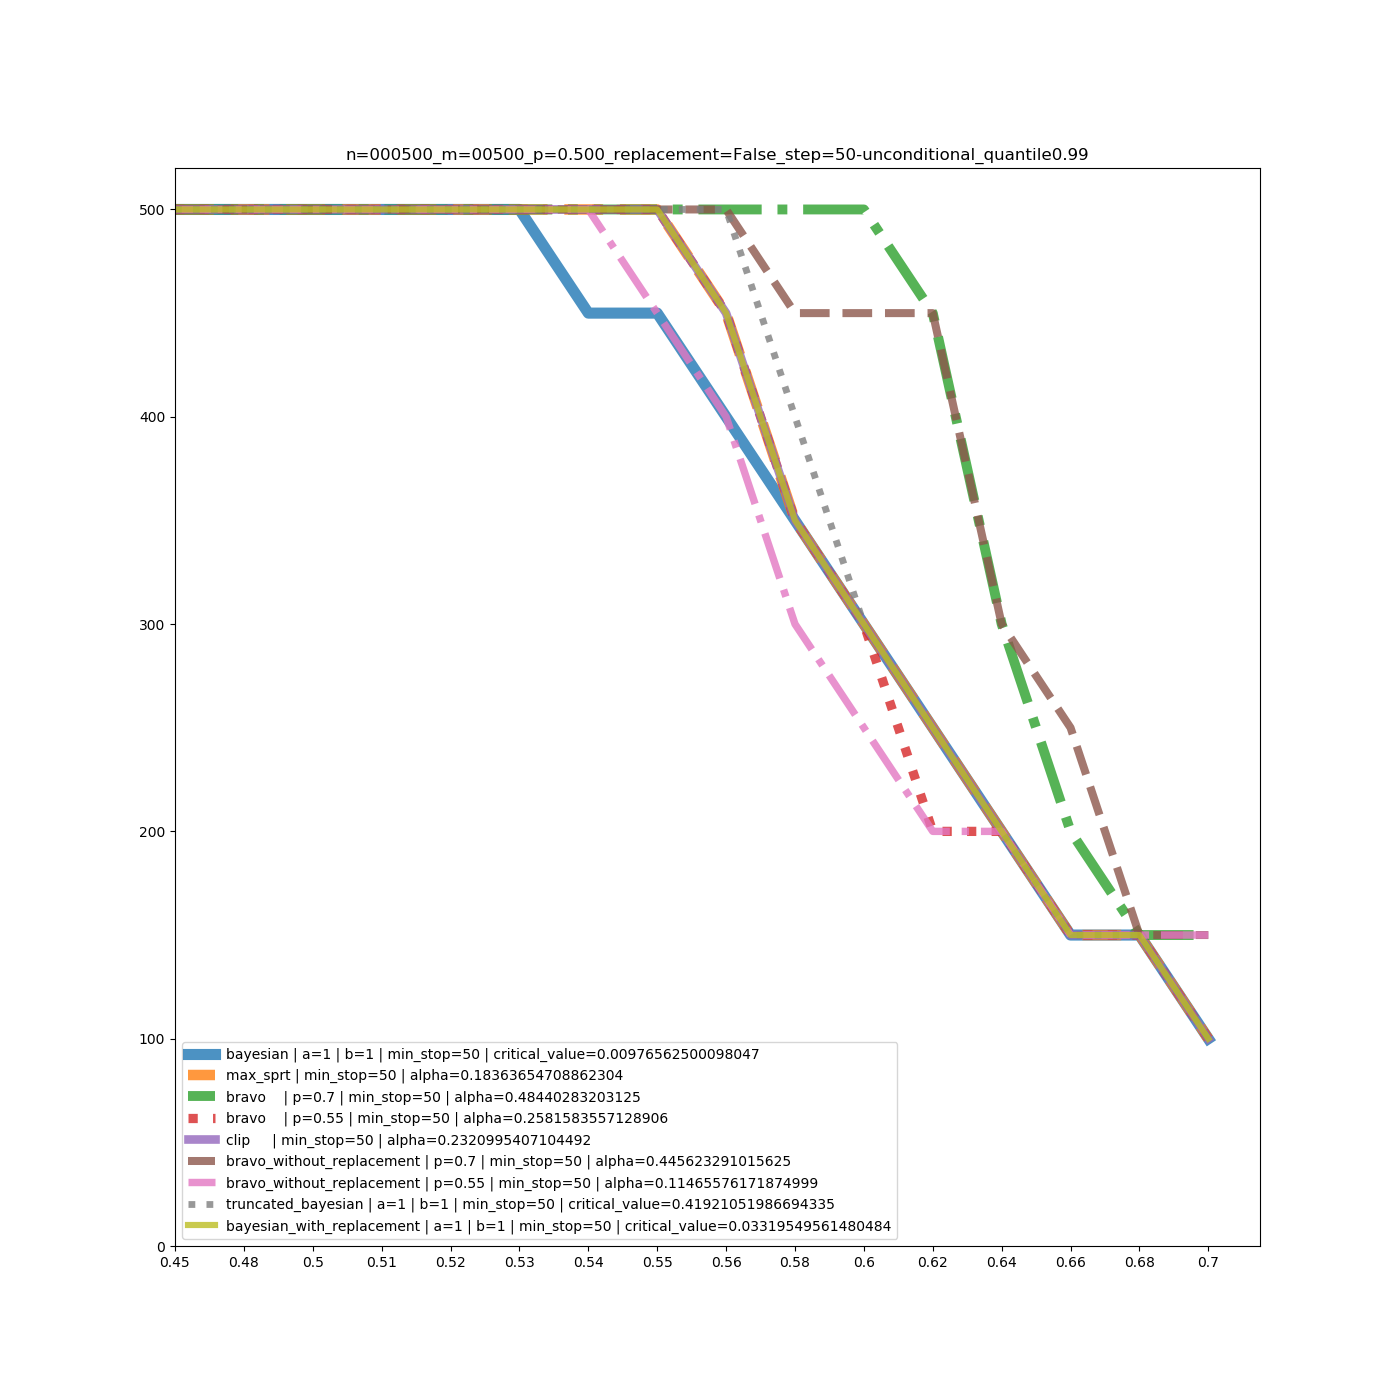 n=000500_m=00500_p=0.500_replacement=False_step=50-unconditional_quantile0.99
500
400
300
200
100
0
bayesian | a=1 | b=1 | min_stop=50 | critical_value=0.00976562500098047
max_sprt | min_stop=50 | alpha=0.18363654708862304
bravo    | p=0.7 | min_stop=50 | alpha=0.48440283203125
bravo    | p=0.55 | min_stop=50 | alpha=0.2581583557128906
clip     | min_stop=50 | alpha=0.2320995407104492
bravo_without_replacement | p=0.7 | min_stop=50 | alpha=0.445623291015625
bravo_without_replacement | p=0.55 | min_stop=50 | alpha=0.11465576171874999
truncated_bayesian | a=1 | b=1 | min_stop=50 | critical_value=0.41921051986694335
bayesian_with_replacement | a=1 | b=1 | min_stop=50 | critical_value=0.03319549561480484
0.45 0.48 0.5 0.51 0.52 0.53 0.54 0.55 0.56 0.58 0.6 0.62 0.64 0.66 0.68 0.7